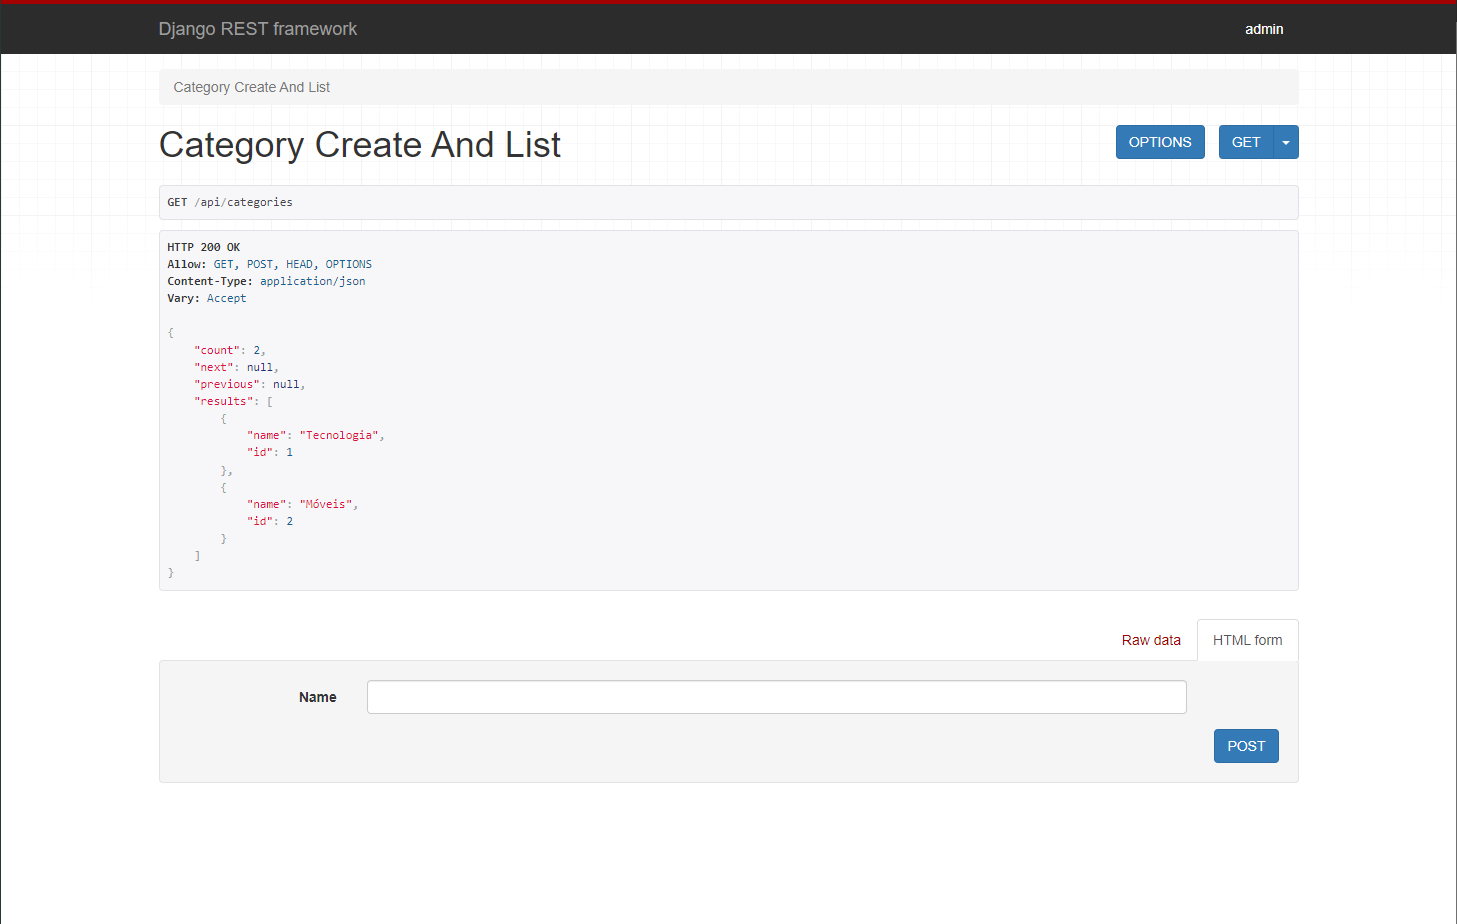 Django REST framework
admin
Category Create And List
Category Create And List
OPTIONS
GET
GET /api/categories
HTTP 200 OK
Allow: GET, POST, HEAD, OPTIONS
Content-Type: application/json
Vary: Accept
{
    "count": 2,
    "next": null,
    "previous": null,
    "results": [
        {
            "name": "Tecnologia",
            "id": 1
        },
        {
            "name": "Móveis",
            "id": 2
        }
    ]
}
Raw data
HTML form
Name
POST